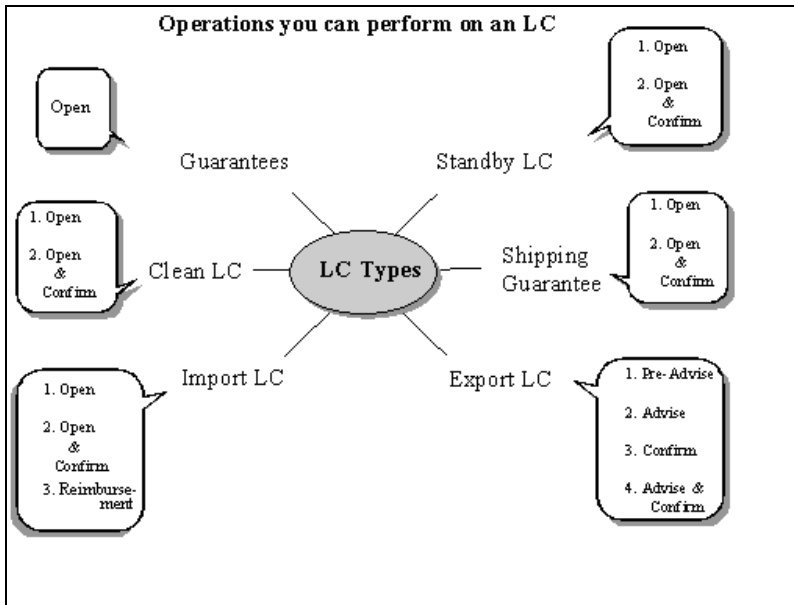 Operations you can perform on an LC
Open
Guarantees
Standby LC
1. Open
2. Open
&
Confirm
1. Open
2. Open
&
Confirm
Clean LC
LC Types
Shipping
Guarantee
1. Open
2. Open
&
Confirm
Import LC
1. Open
2. Open
&
Confirm
3. Reimburse-
ment
Export LC
1. Pre-Advise
2. Advise
3. Confirm
4. Advise &
Confirm